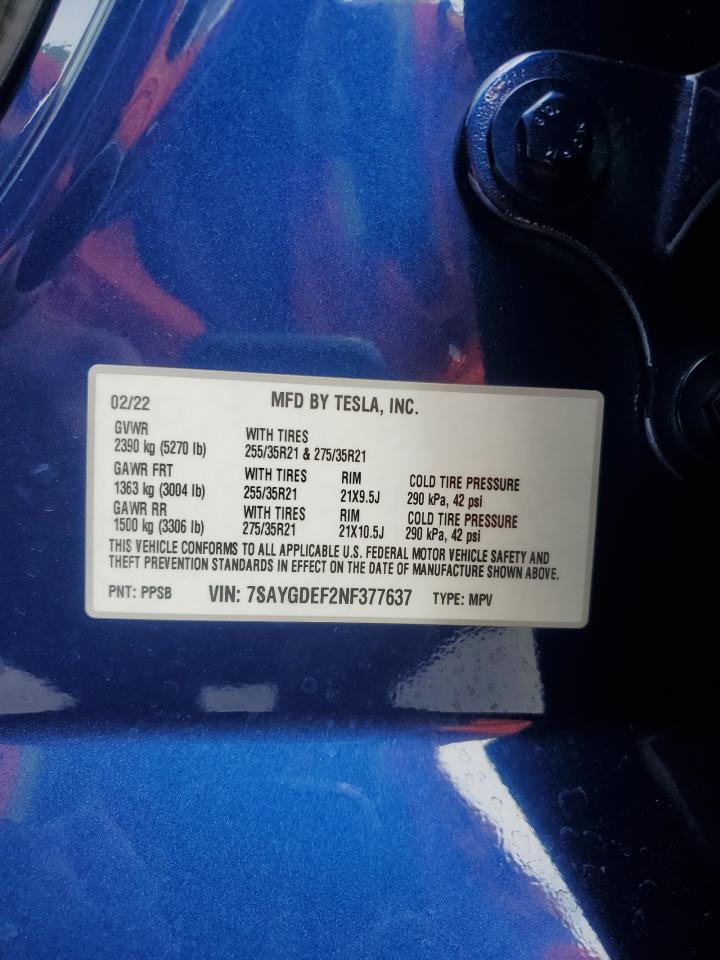 02/22 MFD BY TESLA, INC.
GVWR WITH TIRES
2390 kg (5270 lb) 255/35R21 & 275/35R21
GAWR FRT WITH TIRES RIM COLD TIRE PRESSURE
1363 kg (3004 lb) 255/35R21 21X9.5J 290 kPa, 42 psi
GAWR RR WITH TIRES RIM COLD TIRE PRESSURE
1500 kg (3306 lb) 275/35R21 21X10.5J 290 kPa, 42 psi
THIS VEHICLE CONFORMS TO ALL APPLICABLE U.S. FEDERAL MOTOR VEHICLE SAFETY AND
THEFT PREVENTION STANDARDS IN EFFECT ON THE DATE OF MANUFACTURE SHOWN ABOVE.
PNT: PPSB VIN: 7SAYGDEF2NF377637 TYPE: MPV